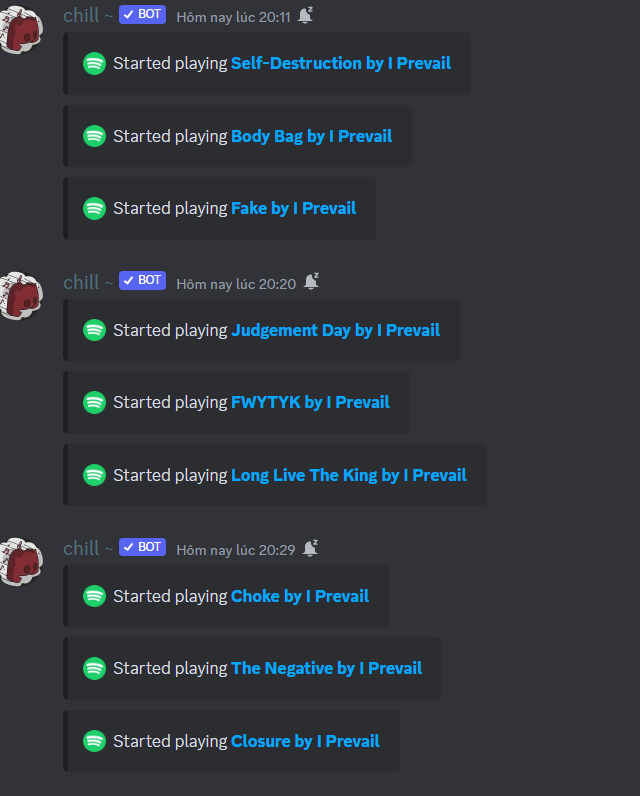 chill ~ ✓ BOT Hôm nay lúc 20:11
Started playing Self-Destruction by I Prevail
Started playing Body Bag by I Prevail
Started playing Fake by I Prevail
chill ~ ✓ BOT Hôm nay lúc 20:20
Started playing Judgement Day by I Prevail
Started playing FWYTYK by I Prevail
Started playing Long Live The King by I Prevail
chill ~ ✓ BOT Hôm nay lúc 20:29
Started playing Choke by I Prevail
Started playing The Negative by I Prevail
Started playing Closure by I Prevail